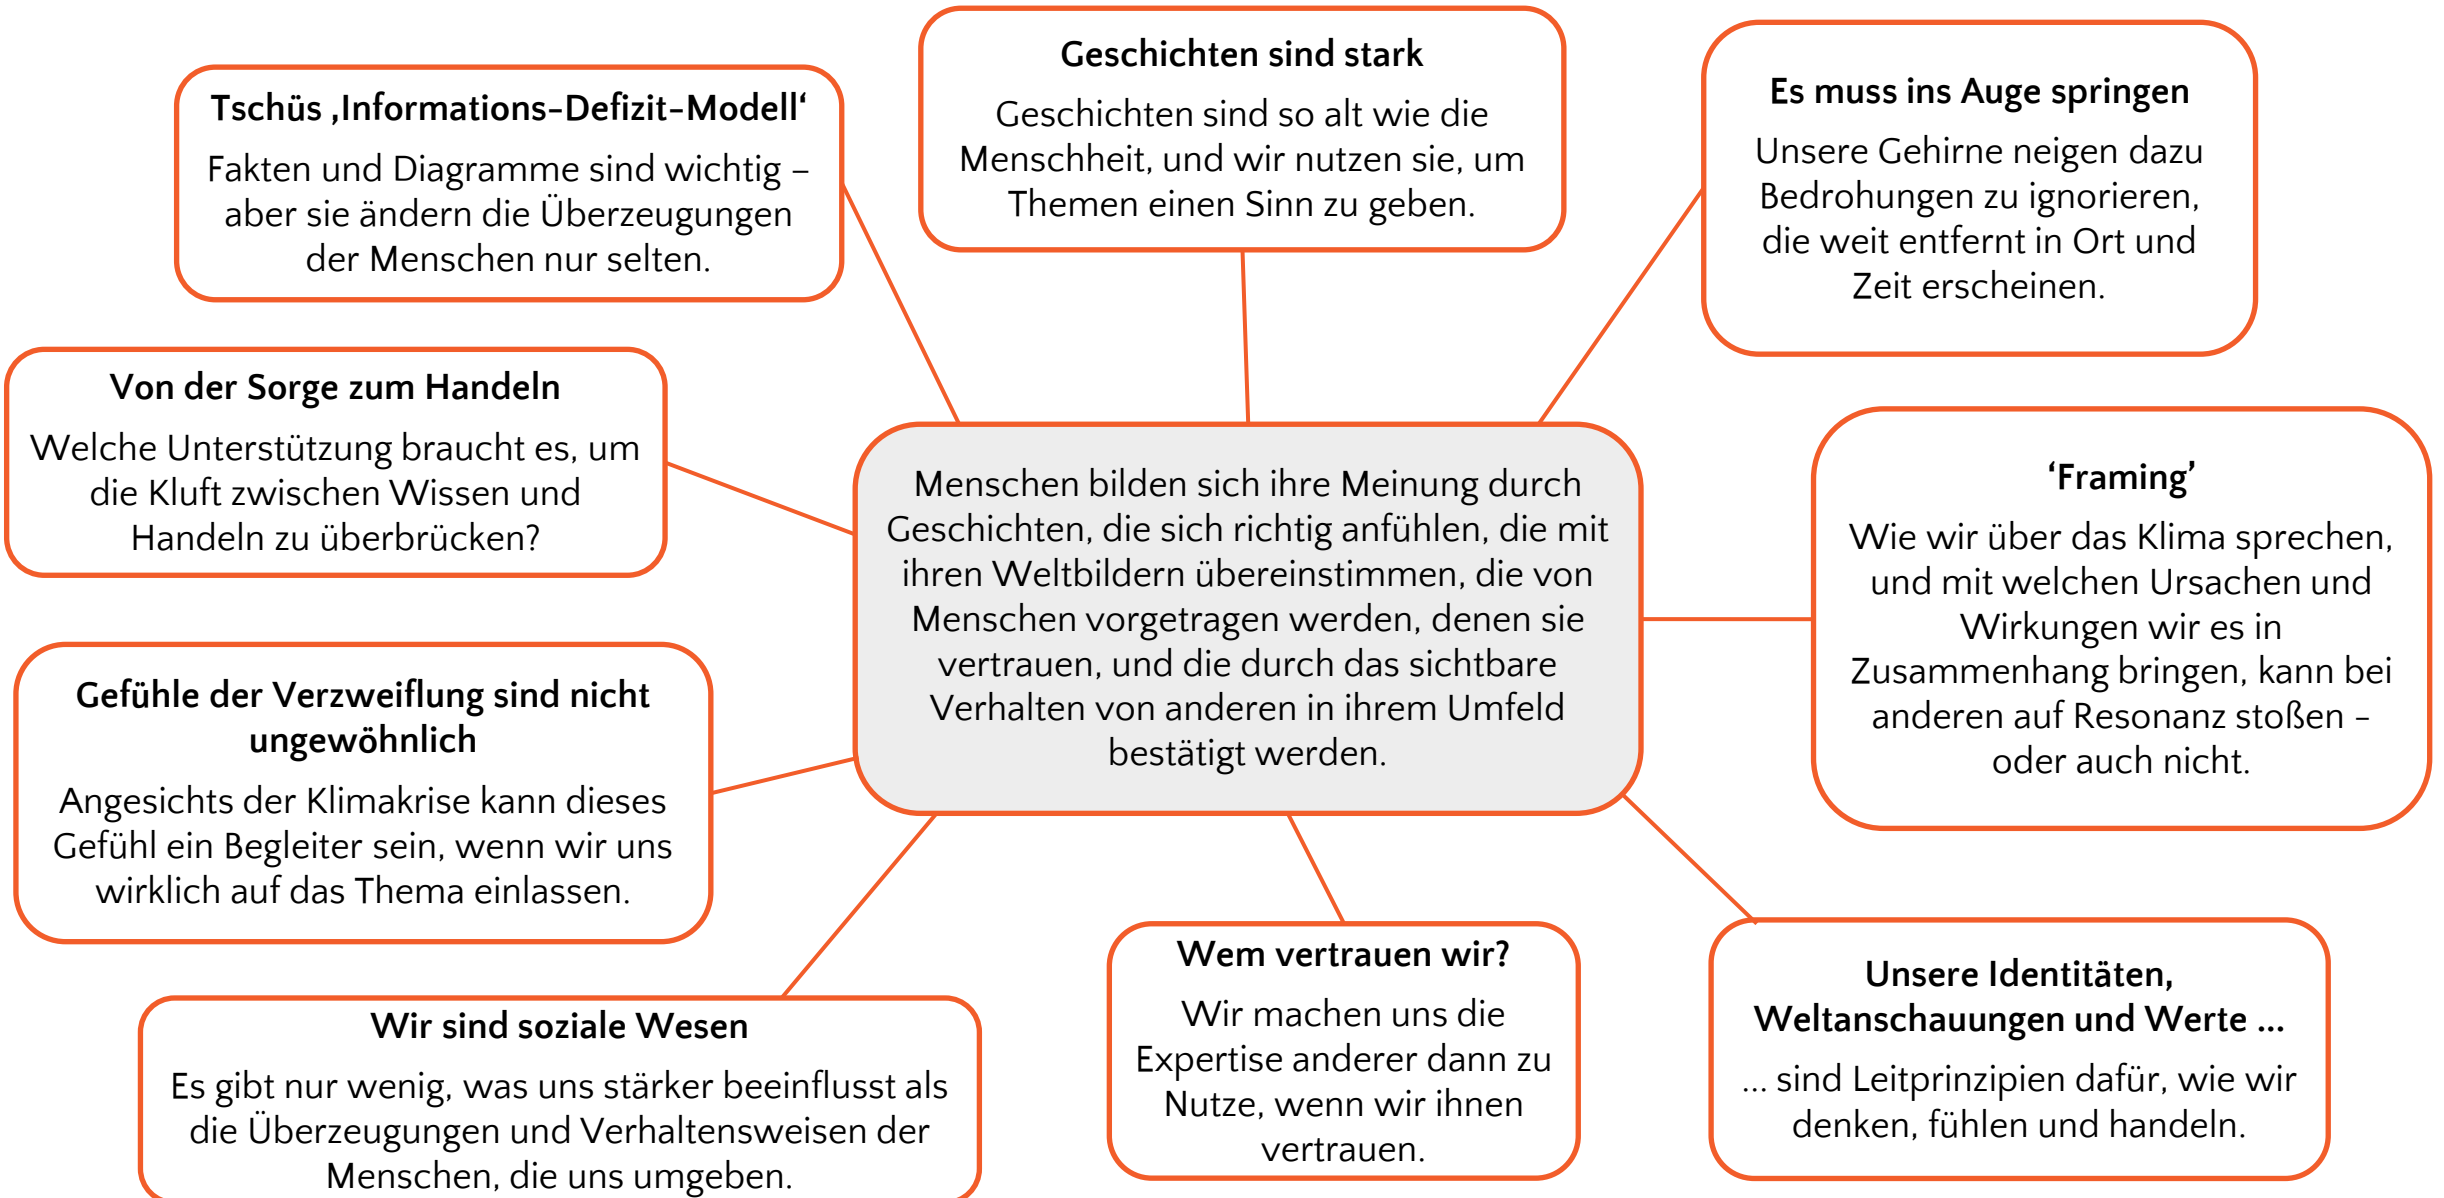 Tschüs ‚Informations-Defizit-Modell‘
Fakten und Diagramme sind wichtig –
aber sie ändern die Überzeugungen
der Menschen nur selten.
Geschichten sind stark
Geschichten sind so alt wie die
Menschheit, und wir nutzen sie, um
Themen einen Sinn zu geben.
Es muss ins Auge springen
Unsere Gehirne neigen dazu
Bedrohungen zu ignorieren,
die weit entfernt in Ort und
Zeit erscheinen.
Von der Sorge zum Handeln
Welche Unterstützung braucht es, um
die Kluft zwischen Wissen und
Handeln zu überbrücken?
Menschen bilden sich ihre Meinung durch
Geschichten, die sich richtig anfühlen, die mit
ihren Weltbildern übereinstimmen, die von
Menschen vorgetragen werden, denen sie
vertrauen, und die durch das sichtbare
Verhalten von anderen in ihrem Umfeld
bestätigt werden.
‘Framing’
Wie wir über das Klima sprechen,
und mit welchen Ursachen und
Wirkungen wir es in
Zusammenhang bringen, kann bei
anderen auf Resonanz stoßen –
oder auch nicht.
Gefühle der Verzweiflung sind nicht
ungewöhnlich
Angesichts der Klimakrise kann dieses
Gefühl ein Begleiter sein, wenn wir uns
wirklich auf das Thema einlassen.
Wir sind soziale Wesen
Es gibt nur wenig, was uns stärker beeinflusst als
die Überzeugungen und Verhaltensweisen der
Menschen, die uns umgeben.
Wem vertrauen wir?
Wir machen uns die
Expertise anderer dann zu
Nutze, wenn wir ihnen
vertrauen.
Unsere Identitäten,
Weltanschauungen und Werte ...
... sind Leitprinzipien dafür, wie wir
denken, fühlen und handeln.